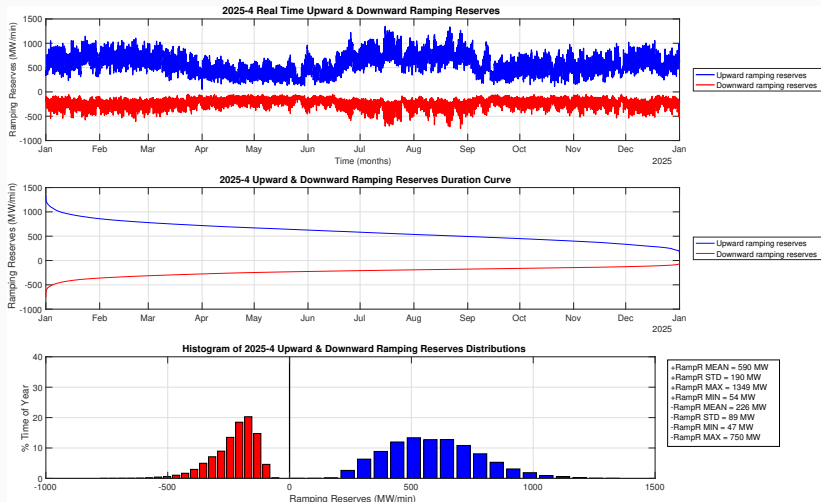 2025-4 Real Time Upward & Downward Ramping Reserves
Ramping Reserves (MW/min)
1500
1000
500
0
-500
-1000
Jan Feb Mar Apr May Jun Jul Aug Sep Oct Nov Dec Jan
Time (months)
2025
Upward ramping reserves
Downward ramping reserves
2025-4 Upward & Downward Ramping Reserves Duration Curve
Ramping Reserves (MW/min)
1500
1000
500
0
-500
-1000
Jan Feb Mar Apr May Jun Jul Aug Sep Oct Nov Dec Jan
2025
Upward ramping reserves
Downward ramping reserves
Histogram of 2025-4 Upward & Downward Ramping Reserves Distributions
% Time of Year
40
30
20
10
0
-1000 -500 0 500 1000 1500
Ramping Reserves (MW/min)
+RampR MEAN = 590 MW
+RampR STD = 190 MW
+RampR MAX = 1349 MW
+RampR MIN = 54 MW
-RampR MEAN = 226 MW
-RampR STD = 89 MW
-RampR MIN = 47 MW
-RampR MAX = 750 MW